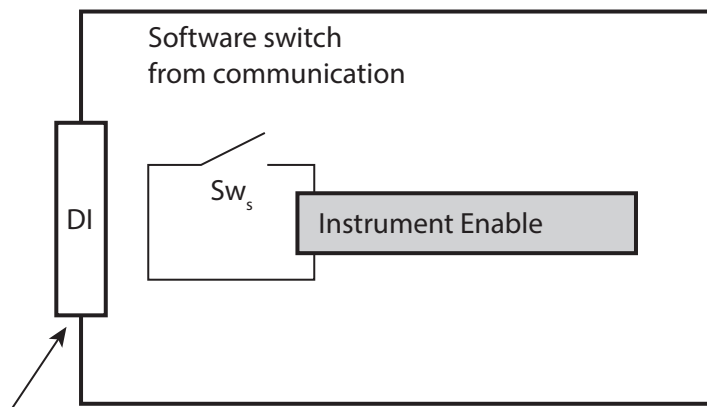 Software switch
from communication
DI
Sw s
Instrument Enable